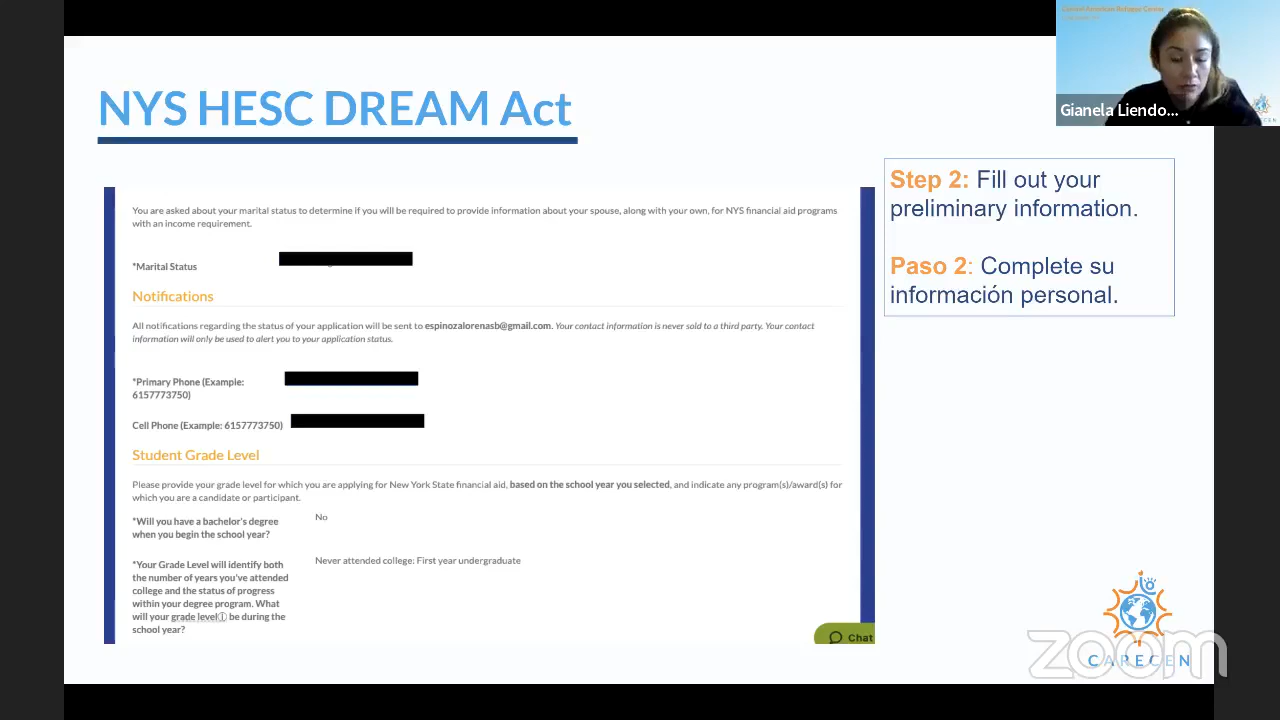 NYS HESC DREAM Act
Central American Refugee Center
Gianela Liendo...
You are asked about your marital status to determine if you will be required to provide information about your spouse, along with your own, for NYS financial aid programs
with an income requirement.
*Marital Status
Notifications
All notifications regarding the status of your application will be sent to espinozalorenasb@gmail.com. Your contact information is never sold to a third party. Your contact
information will only be used to alert you to your application status.
*Primary Phone (Example:
6157773750)
Cell Phone (Example: 6157773750)
Student Grade Level
Please provide your grade level for which you are applying for New York State financial aid, based on the school year you selected, and indicate any program(s)/award(s) for
which you are a candidate or participant.
*Will you have a bachelor's degree
when you begin the school year?
No
*Your Grade Level will identify both
the number of years you've attended
college and the status of progress
within your degree program. What
will your grade level be during the
school year?
Never attended college: First year undergraduate
Chat
Step 2: Fill out your
preliminary information.
Paso 2: Complete su
información personal.
zoom
CARECEN